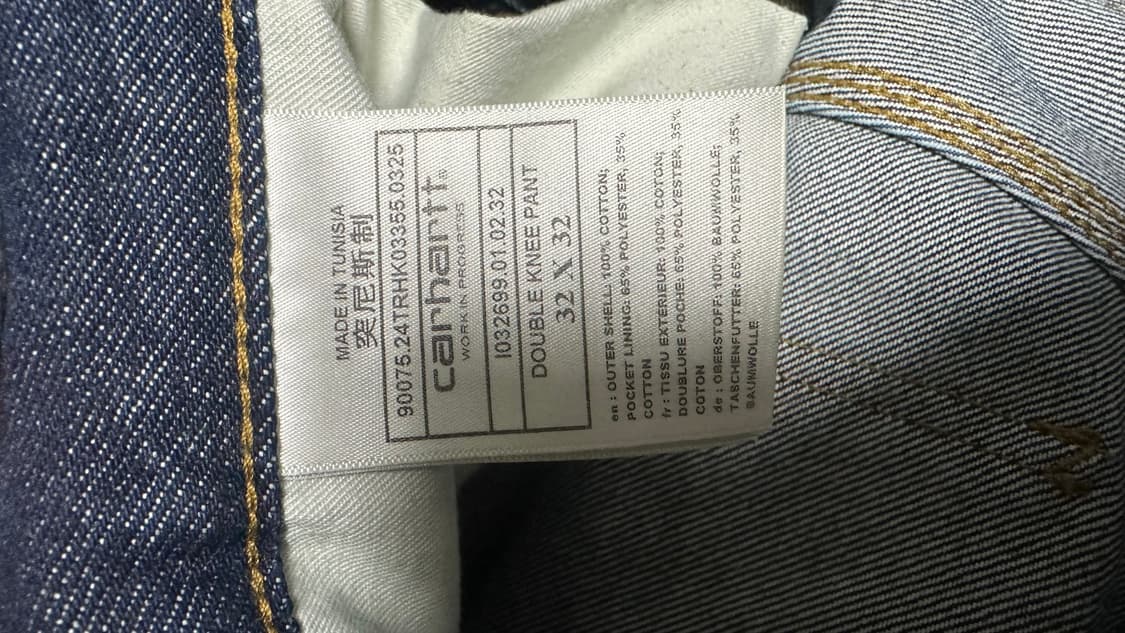 MADE IN TUNISIA
突尼斯制
90075.24TRHK03355.0325
carhartt®
WORK IN PROGRESS
I032699.01.02.32
DOUBLE KNEE PANT
32 X 32
en : OUTER SHELL: 100% COTTON;
POCKET LINING: 65% POLYESTER, 35%
COTTON
fr : TISSU EXTERIEUR: 100% COTON;
DOUBLURE POCHE: 65% POLYESTER, 35%
COTON
de : OBERSTOFF: 100% BAUMWOLLE;
TASCHENFUTTER: 65% POLYESTER, 35%
BAUMWOLLE